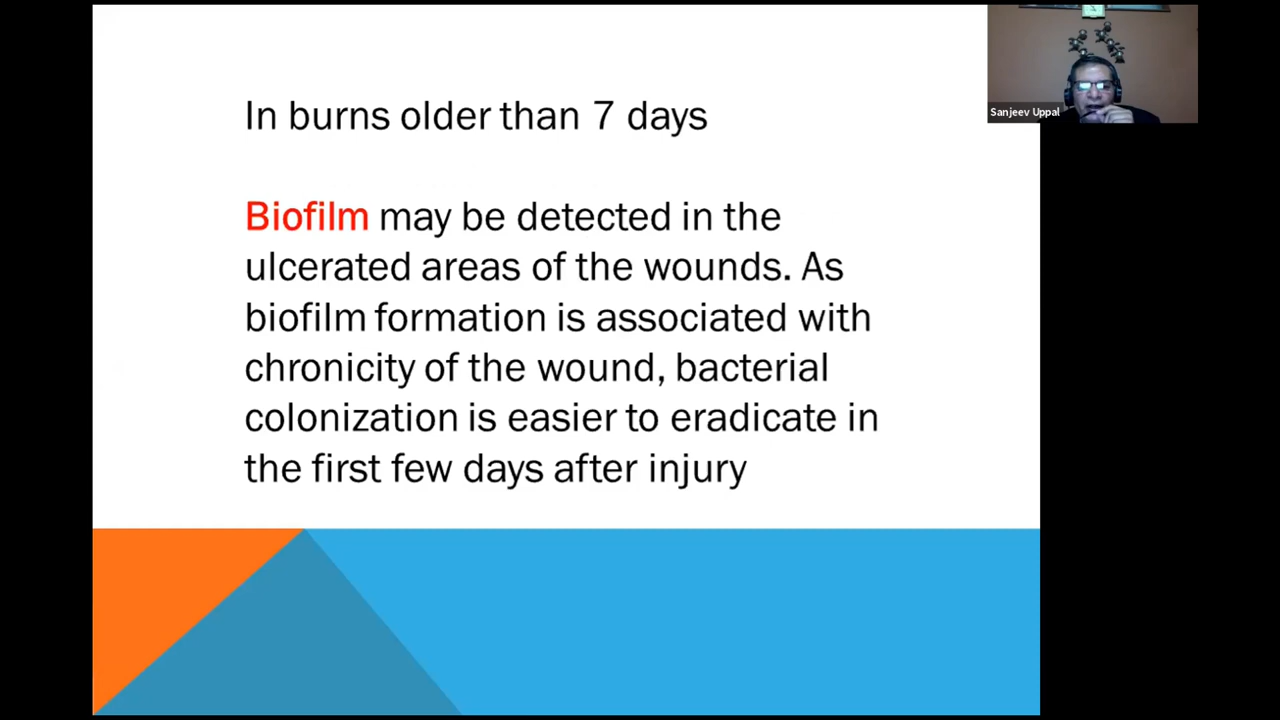 In burns older than 7 days
Biofilm may be detected in the
ulcerated areas of the wounds. As
biofilm formation is associated with
chronicity of the wound, bacterial
colonization is easier to eradicate in
the first few days after injury
Sanjeev Uppal